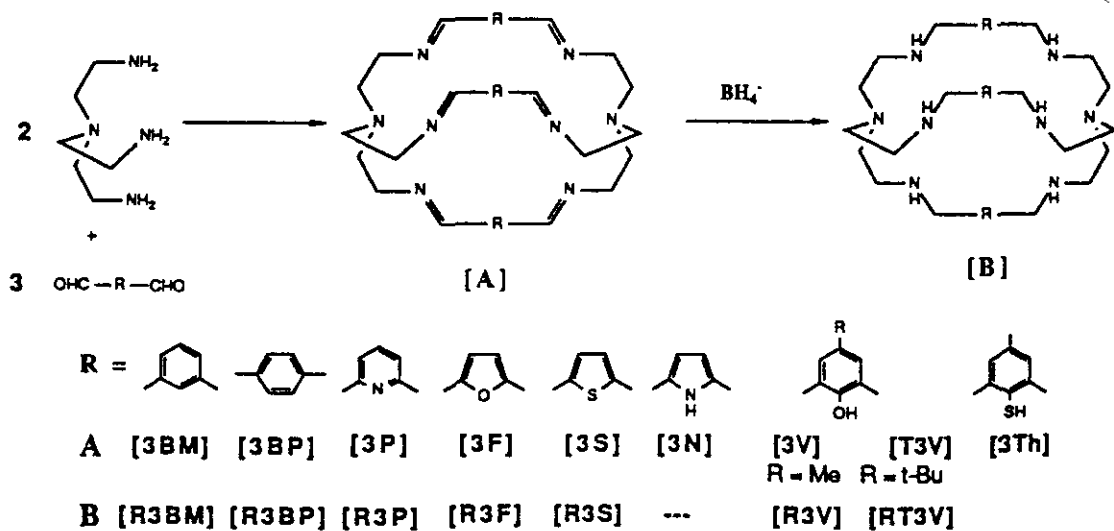 R R
N N N N
NH₂ H N N H
N R N N R N
BH₄⁻
2 NH₂ N N N H N H
NH₂ N N N H N H
+ R R
3 OHC — R — CHO [A] [B]
R = N O S N H R OH SH
A [3BM] [3BP] [3P] [3F] [3S] [3N] [3V] [T3V] [3Th]
R = Me R = t-Bu
B [R3BM] [R3BP] [R3P] [R3F] [R3S] --- [R3V] [RT3V]